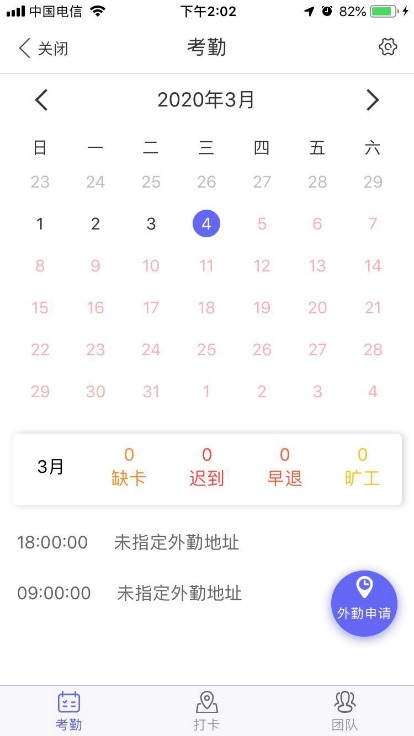 中国电信 下午2:02 82%
关闭 考勤
2020年3月
日 一 二 三 四 五 六
23 24 25 26 27 28 29
1 2 3 4 5 6 7
8 9 10 11 12 13 14
15 16 17 18 19 20 21
22 23 24 25 26 27 28
29 30 31 1 2 3 4
0 0 0 0
3月 缺卡 迟到 早退 旷工
18:00:00 未指定外勤地址
09:00:00 未指定外勤地址
外勤申请
考勤 打卡 团队